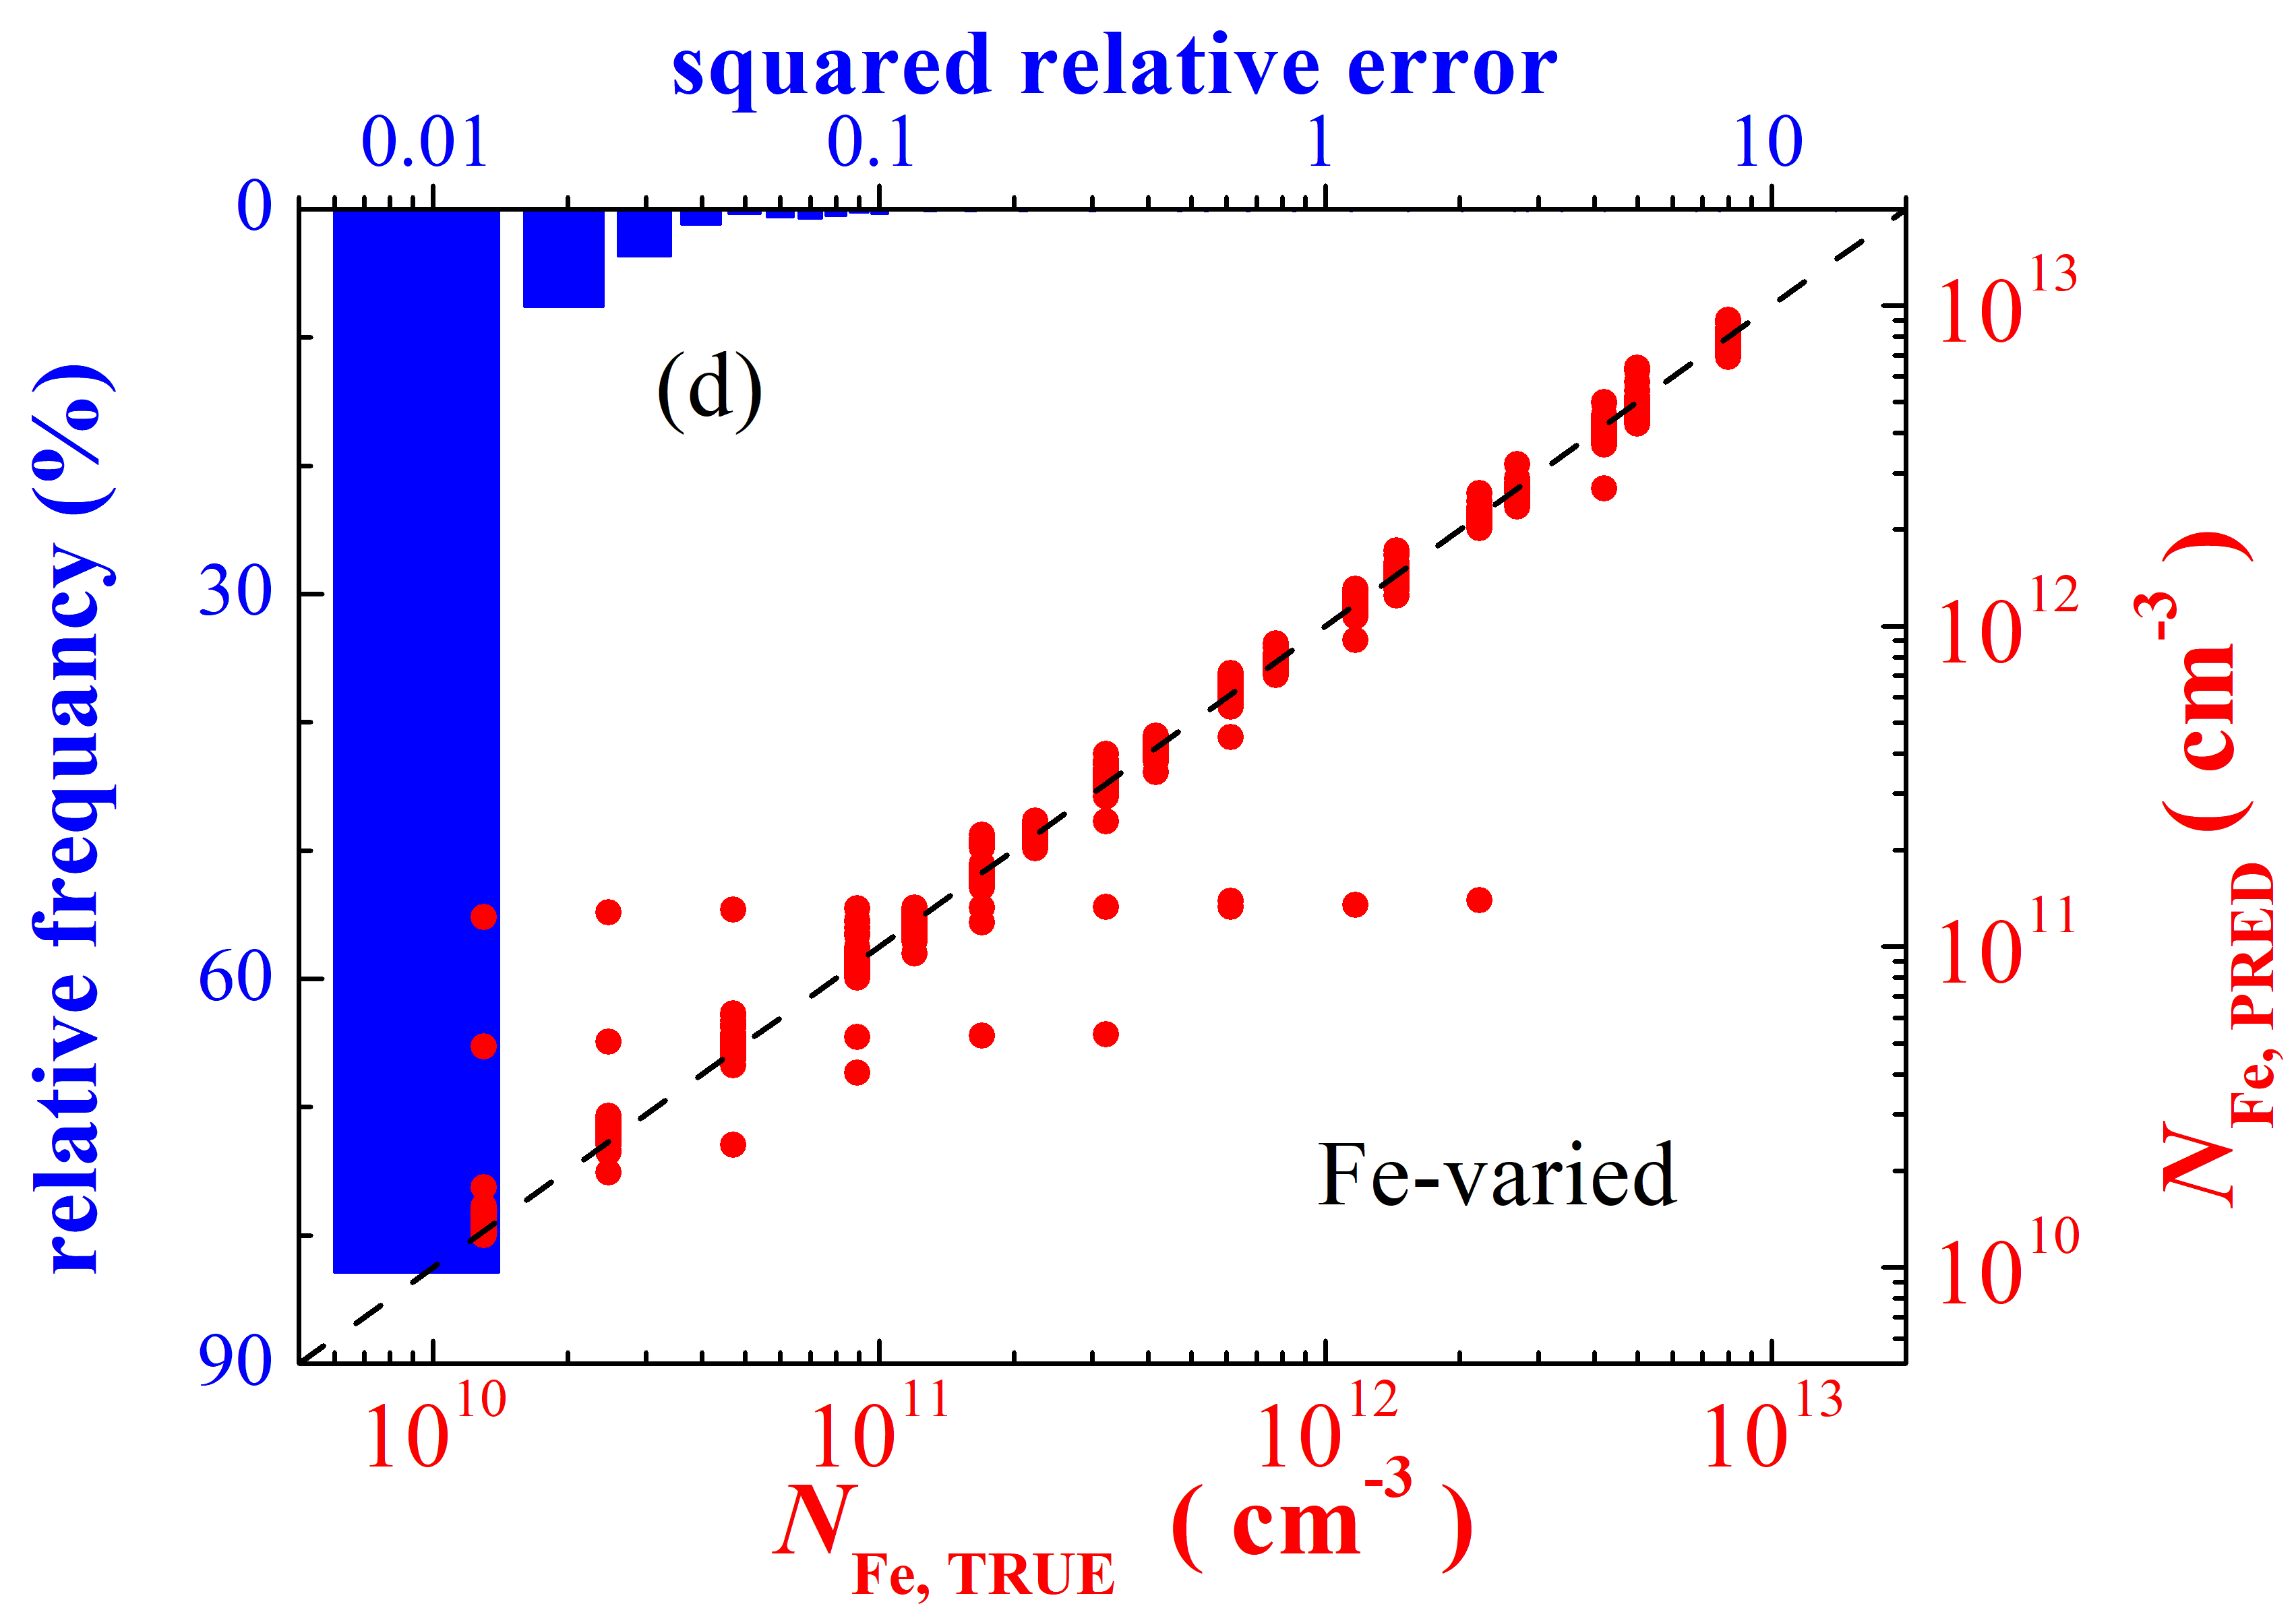 squared relative error
0.01 0.1 1 10
0
30
60
90
relative frequancy (%)
(d)
Fe-varied
10^13
10^12
10^11
10^10
N Fe, PRED ( cm^-3 )
10^10 10^11 10^12 10^13
N Fe, TRUE ( cm^-3 )